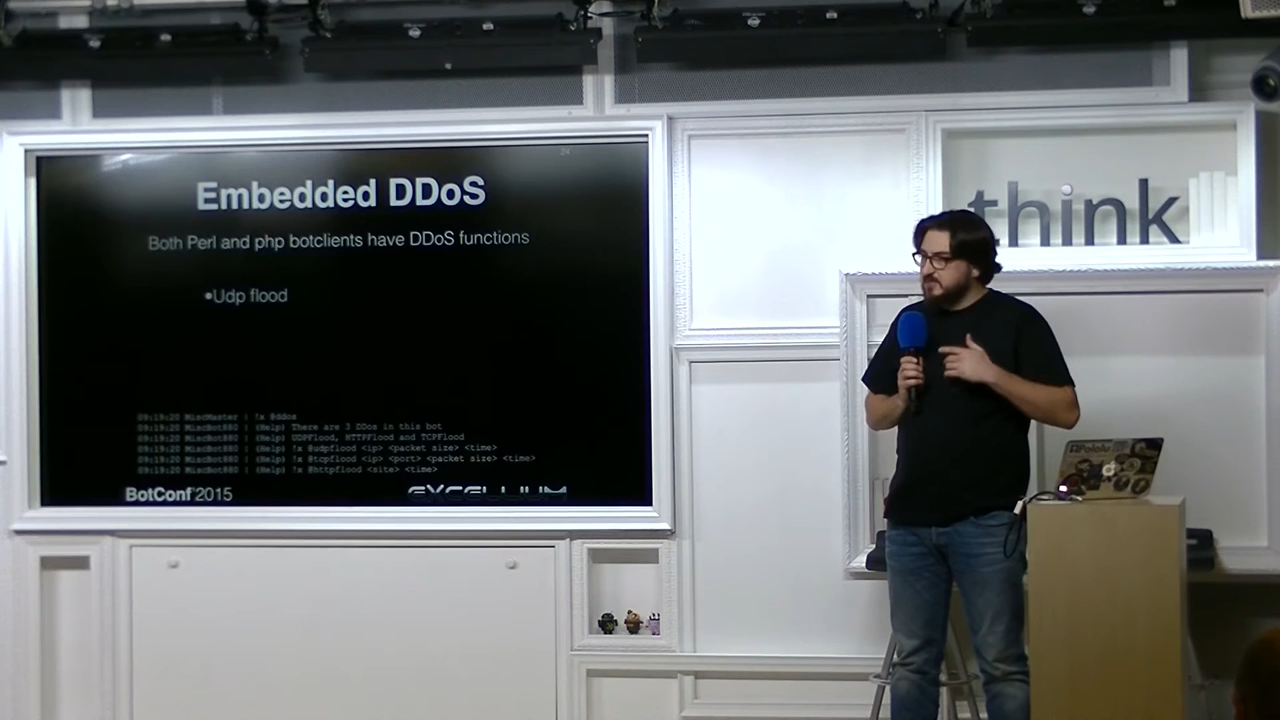 24
Embedded DDoS
Both Perl and php botclients have DDoS functions
•Udp flood
09:19:20 MiscMaster | !x @ddos
09:19:20 MiscBot880 | (Help) There are 3 DDos in this bot
09:19:20 MiscBot880 | (Help) UDPFlood, HTTPFlood and TCPFlood
09:19:20 MiscBot880 | (Help) !x @udpflood <ip> <packet size> <time>
09:19:20 MiscBot880 | (Help) !x @tcpflood <ip> <port> <packet size> <time>
09:19:20 MiscBot880 | (Help) !x @httpflood <site> <time>
BotConf'2015
EXCELLIUM
think
Pololu